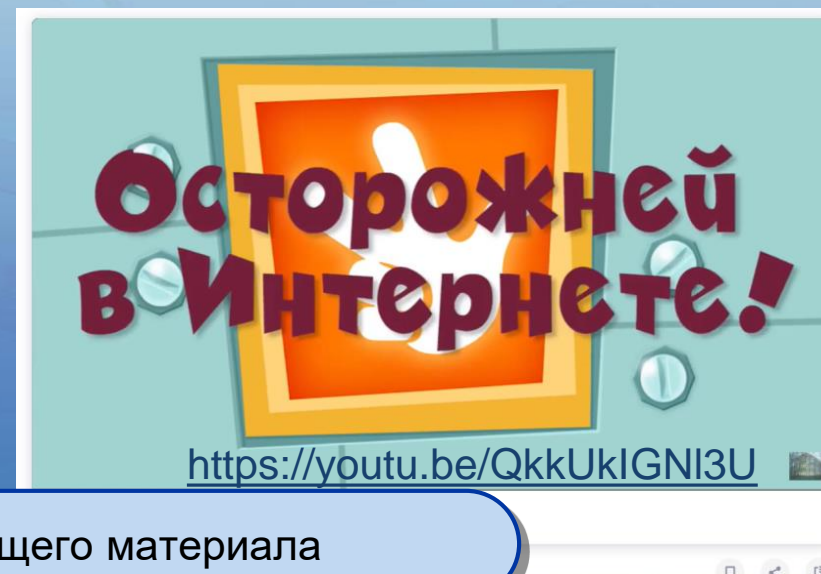 Осторожней
в Интернете!
https://youtu.be/QkkUkIGNl3U
щего материала